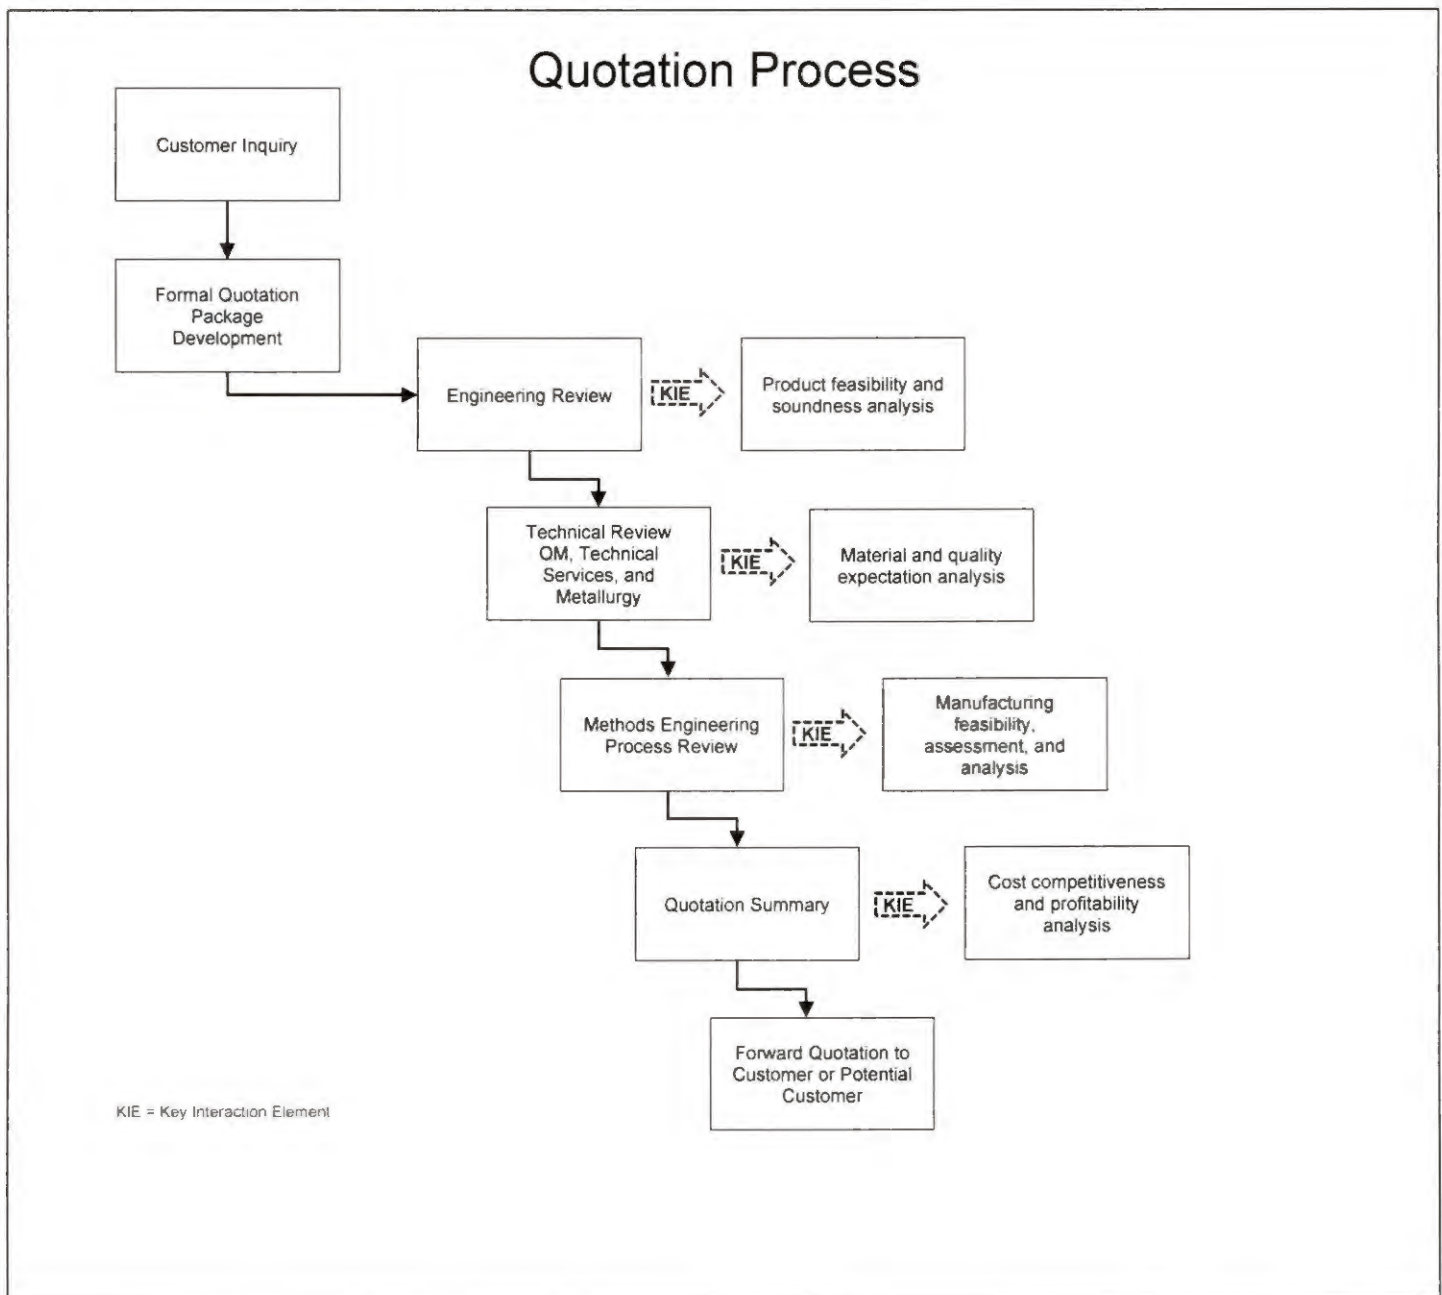 Quotation Process
Customer Inquiry
Formal Quotation
Package
Development
Engineering Review
KIE
Product feasibility and
soundness analysis
Technical Review
QM, Technical
Services, and
Metallurgy
KIE
Material and quality
expectation analysis
Methods Engineering
Process Review
KIE
Manufacturing
feasibility,
assessment, and
analysis
Quotation Summary
KIE
Cost competitiveness
and profitability
analysis
Forward Quotation to
Customer or Potential
Customer
KIE = Key Interaction Element